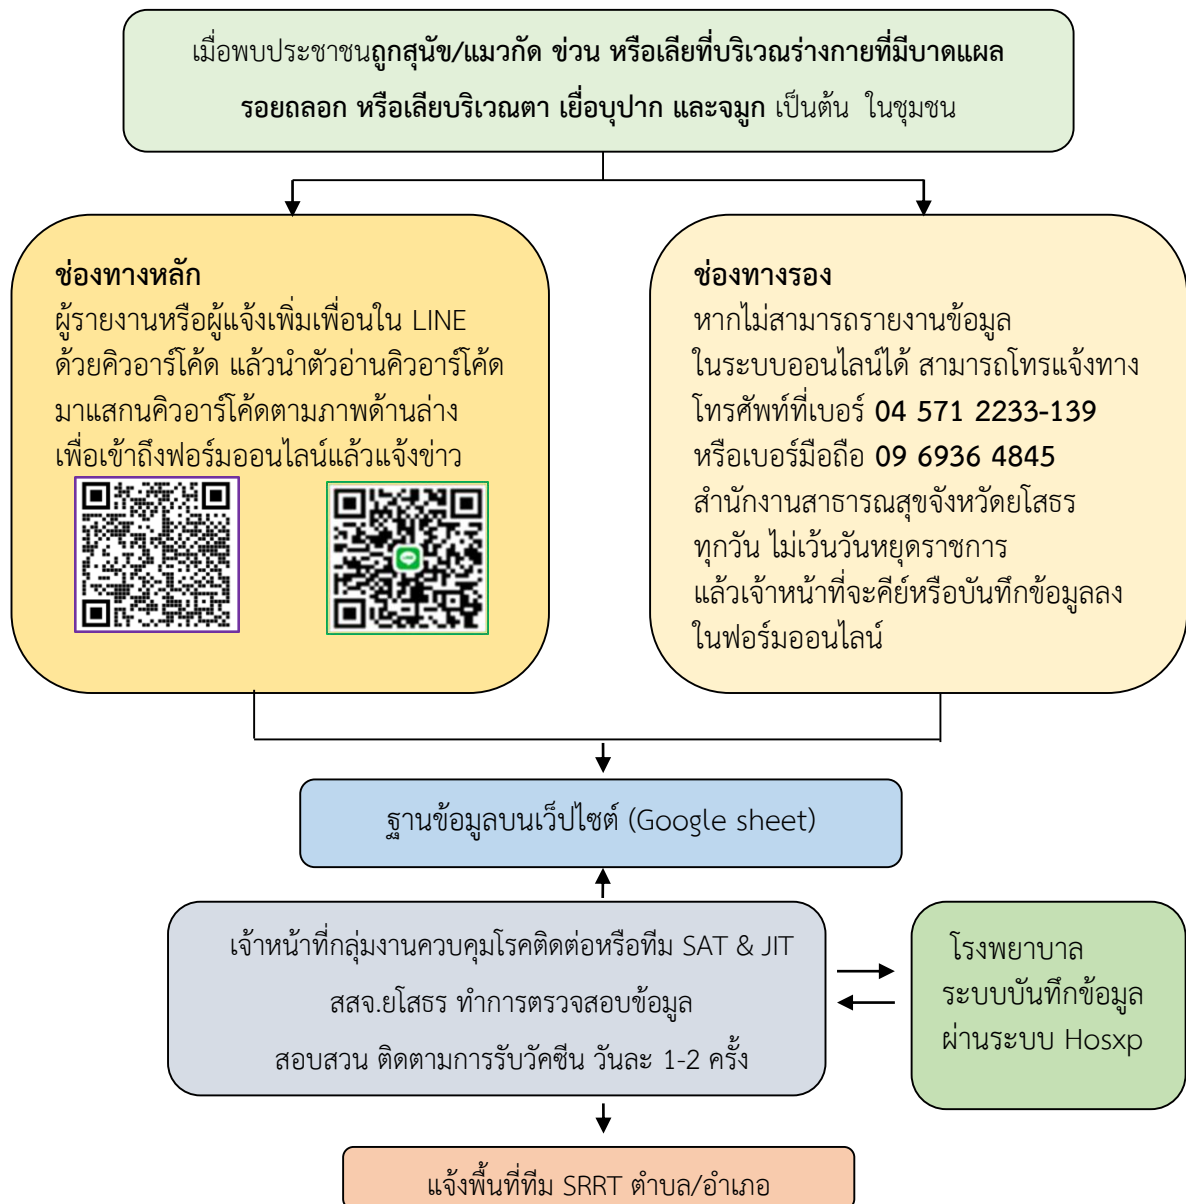 เมื่อพบประชาชนถูกสุนัข/แมวกัด ข่วน หรือเลียที่บริเวณร่างกายที่มีบาดแผล
รอยถลอก หรือเลียบริเวณตา เยื่อบุปาก และจมูก เป็นต้น ในชุมชน
ช่องทางหลัก
ผู้รายงานหรือผู้แจ้งเพิ่มเพื่อนใน LINE
ด้วยคิวอาร์โค้ด แล้วนำตัวอ่านคิวอาร์โค้ด
มาแสกนคิวอาร์โค้ดตามภาพด้านล่าง
เพื่อเข้าถึงฟอร์มออนไลน์แล้วแจ้งข่าว
ช่องทางรอง
หากไม่สามารถรายงานข้อมูล
ในระบบออนไลน์ได้ สามารถโทรแจ้งทาง
โทรศัพท์ที่เบอร์ 04 571 2233-139
หรือเบอร์มือถือ 09 6936 4845
สำนักงานสาธารณสุขจังหวัดยโสธร
ทุกวัน ไม่เว้นวันหยุดราชการ
แล้วเจ้าหน้าที่จะคีย์หรือบันทึกข้อมูลลง
ในฟอร์มออนไลน์
ฐานข้อมูลบนเว็ปไซต์ (Google sheet)
เจ้าหน้าที่กลุ่มงานควบคุมโรคติดต่อหรือทีม SAT & JIT
สสจ.ยโสธร ทำการตรวจสอบข้อมูล
สอบสวน ติดตามการรับวัคซีน วันละ 1-2 ครั้ง
โรงพยาบาล
ระบบบันทึกข้อมูล
ผ่านระบบ Hosxp
แจ้งพื้นที่ทีม SRRT ตำบล/อำเภอ